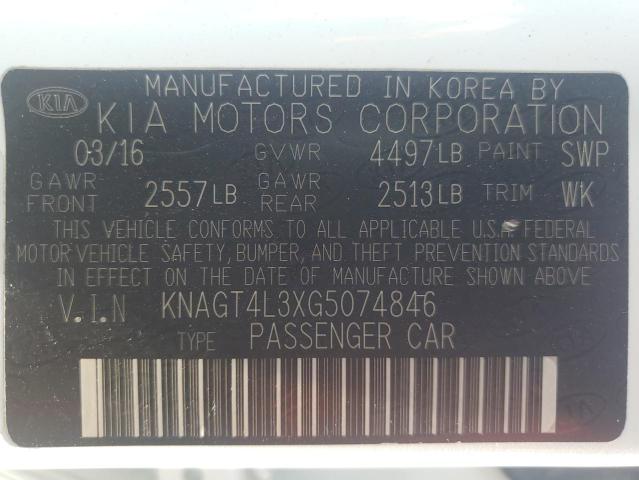 KIA
MANUFACTURED IN KOREA BY
KIA MOTORS CORPORATION
03/16 GVWR 4497LB PAINT SWP
GAWR FRONT 2557LB GAWR REAR 2513LB TRIM WK
THIS VEHICLE CONFORMS TO ALL APPLICABLE U.S.A. FEDERAL
MOTOR VEHICLE SAFETY, BUMPER, AND THEFT PREVENTION STANDARDS
IN EFFECT ON THE DATE OF MANUFACTURE SHOWN ABOVE
V.I.N KNAGT4L3XG5074846
TYPE PASSENGER CAR
KIA